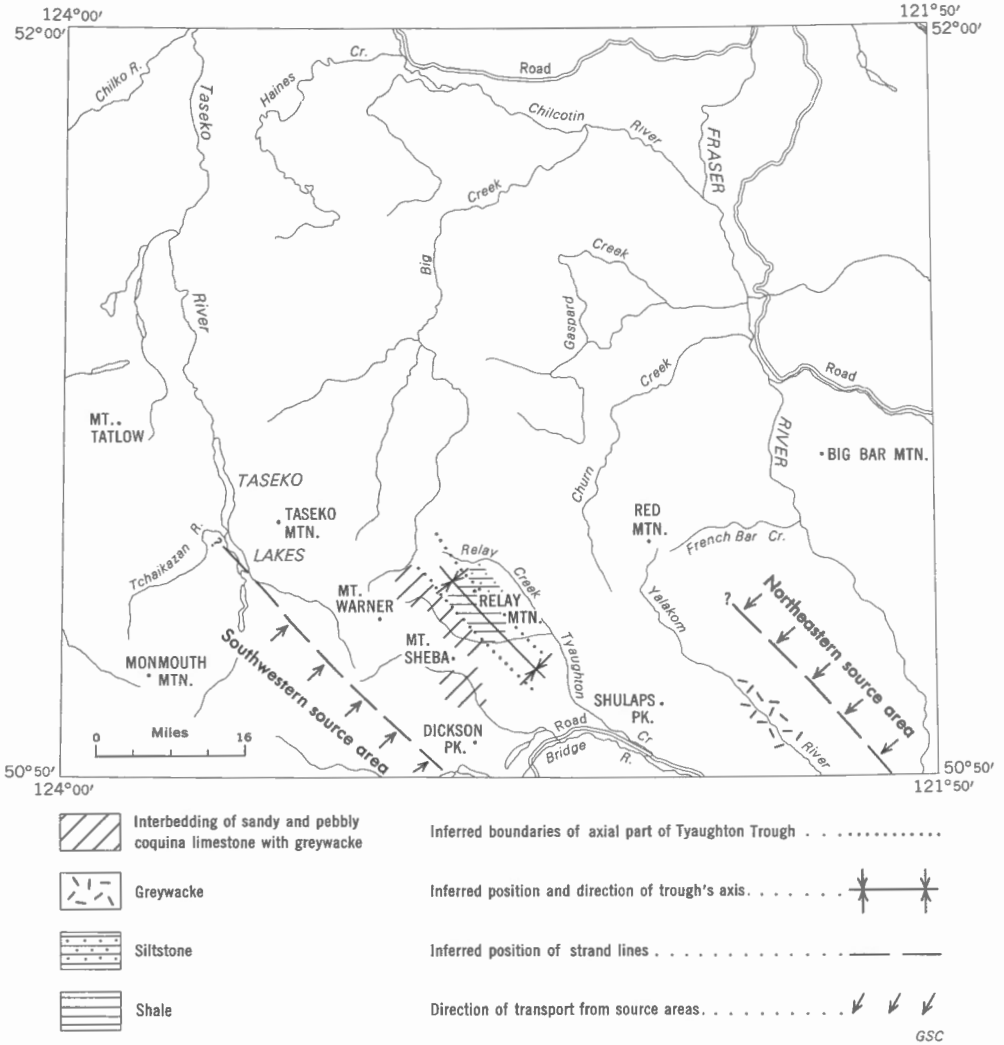 124°00'
121°50'
52°00'
52°00'
Chilko R.
Taseko
Haines
Cr.
Road
Chilcotin
River
FRASER
Creek
Big
Creek
Gaspard
River
Creek
Road
MT.
TATLOW
RIVER
BIG BAR MTN.
TASEKO
Churn
TASEKO
MTN.
RED
MTN.
Tchaikazan R.
?
LAKES
French Bar Cr.
Relay
Creek
MT.
WARNER
RELAY
MTN.
Yalakom
?
Northeastern source area
MT.
SHEBA
Tyaughton
Southwestern source area
MONMOUTH
MTN.
SHULAPS
PK.
0 Miles 16
DICKSON
PK.
Road
Cr
Bridge R.
River
50°50'
50°50'
124°00'
121°50'
Interbedding of sandy and pebbly
coquina limestone with greywacke
Greywacke
Siltstone
Shale
Inferred boundaries of axial part of Tyaughton Trough . . . . . . . . . . . . . .
Inferred position and direction of trough's axis. . . . . . .
Inferred position of strand lines . . . . . . . . . . . . .
Direction of transport from source areas. . . . . . . . . . .
GSC